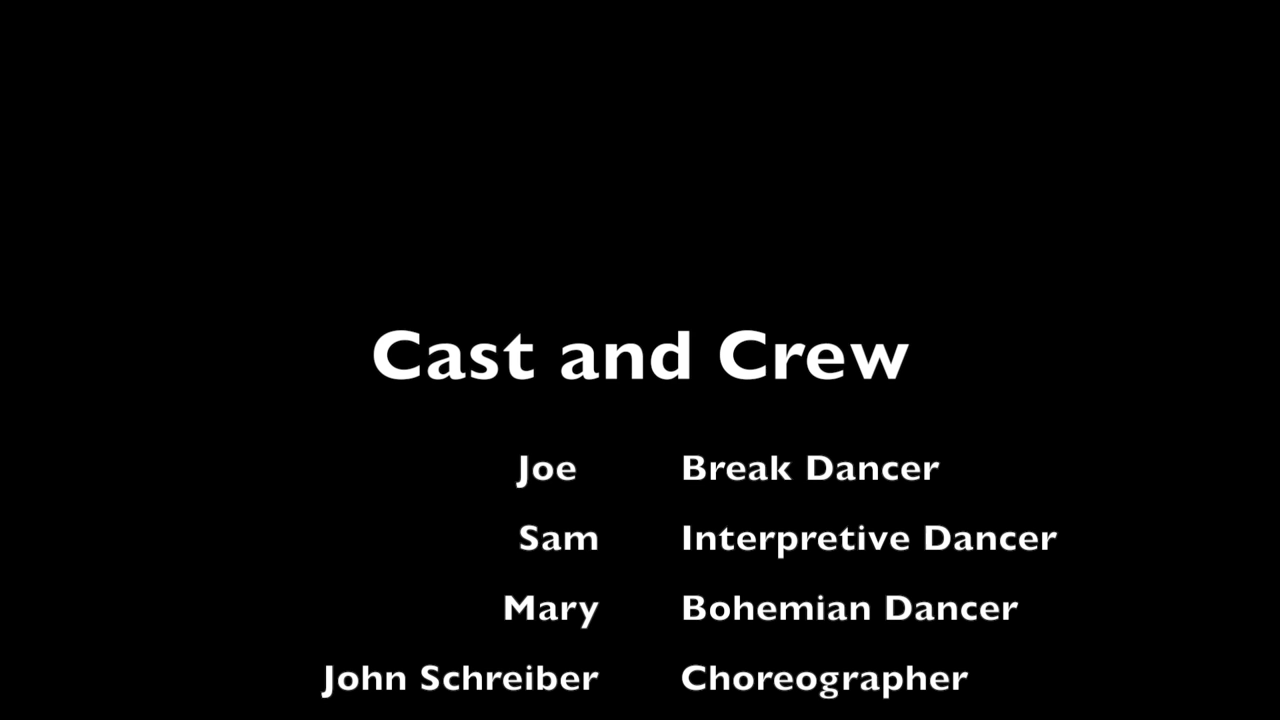 Cast and Crew
Joe Break Dancer
Sam Interpretive Dancer
Mary Bohemian Dancer
John Schreiber Choreographer